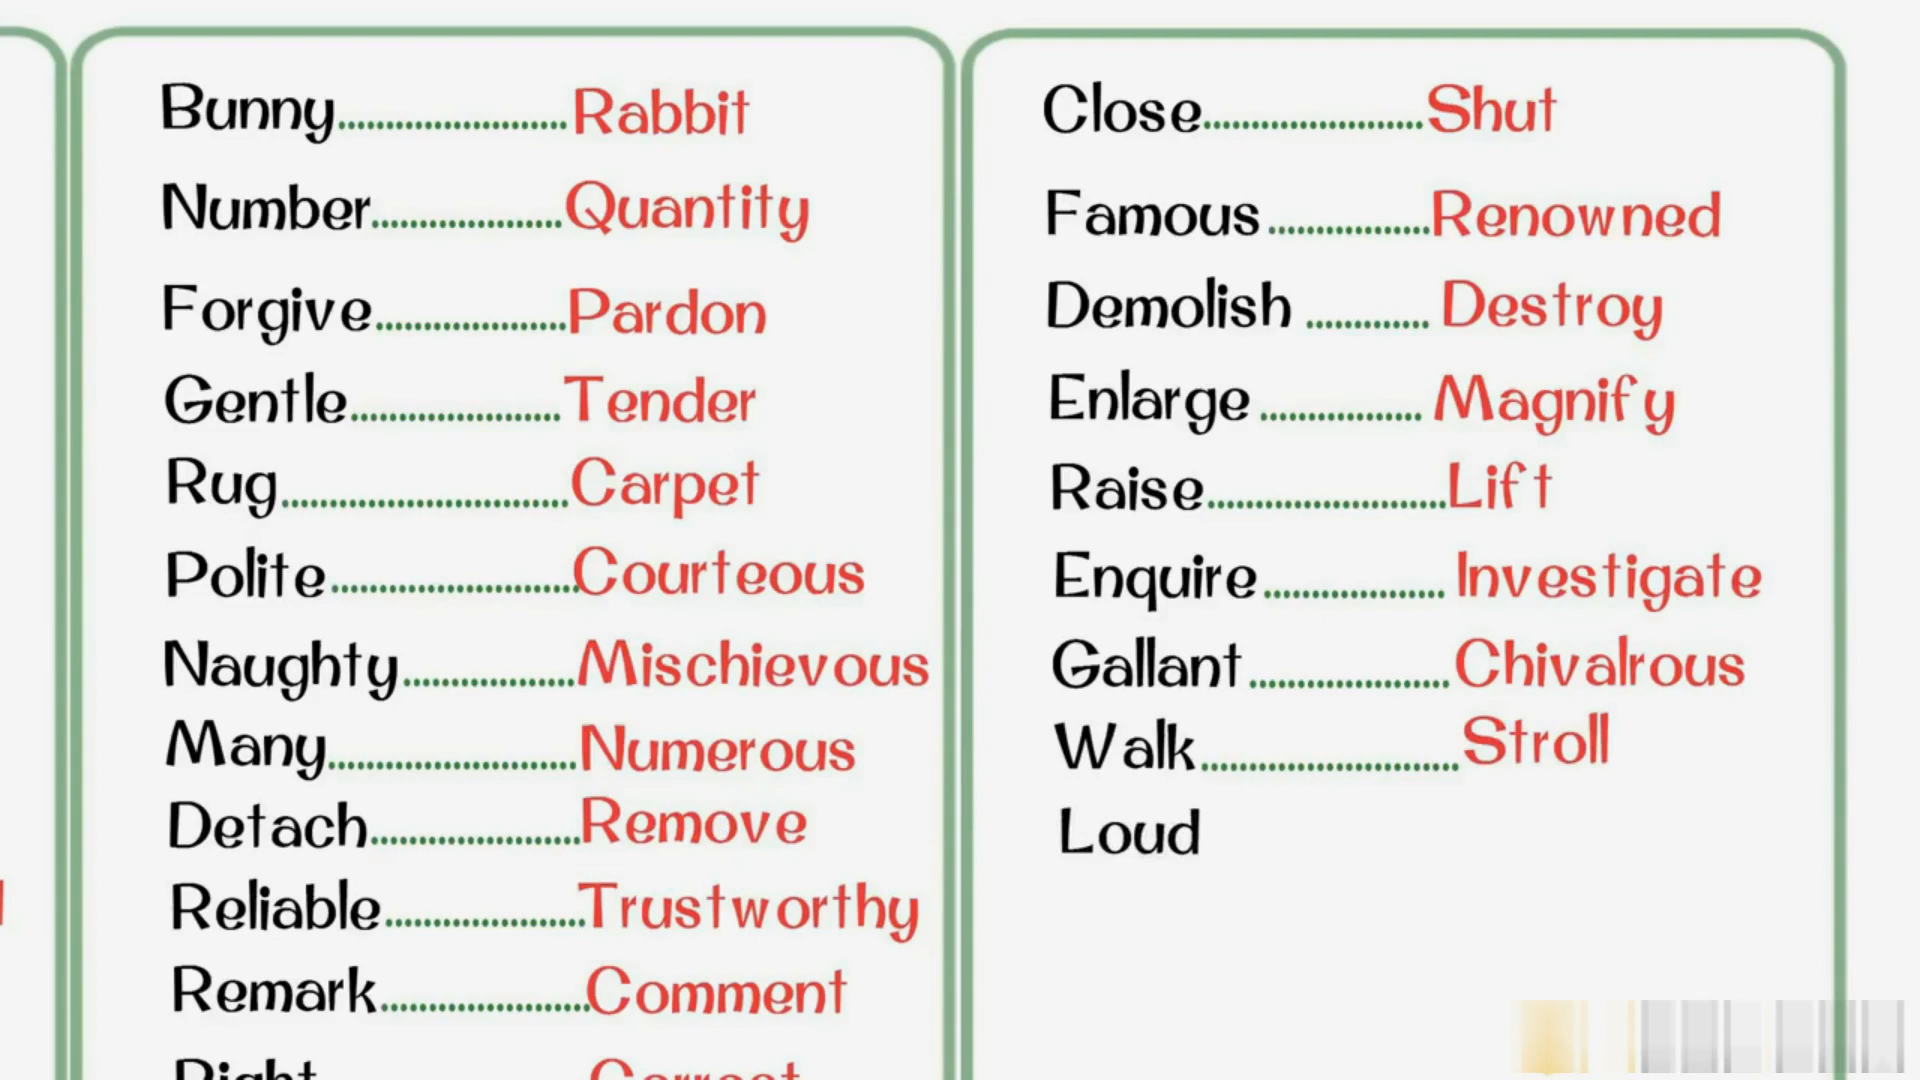 Bunny........................Rabbit
Number....................Quantity
Forgive....................Pardon
Gentle......................Tender
Rug..............................Carpet
Polite..........................Courteous
Naughty..................Mischievous
Many..........................Numerous
Detach......................Remove
Reliable.....................Trustworthy
Remark......................Comment
Right Correct
Close.......................Shut
Famous .................Renowned
Demolish ............. Destroy
Enlarge ................. Magnify
Raise.........................Lift
Enquire................... Investigate
Gallant .....................Chivalrous
Walk...........................Stroll
Loud